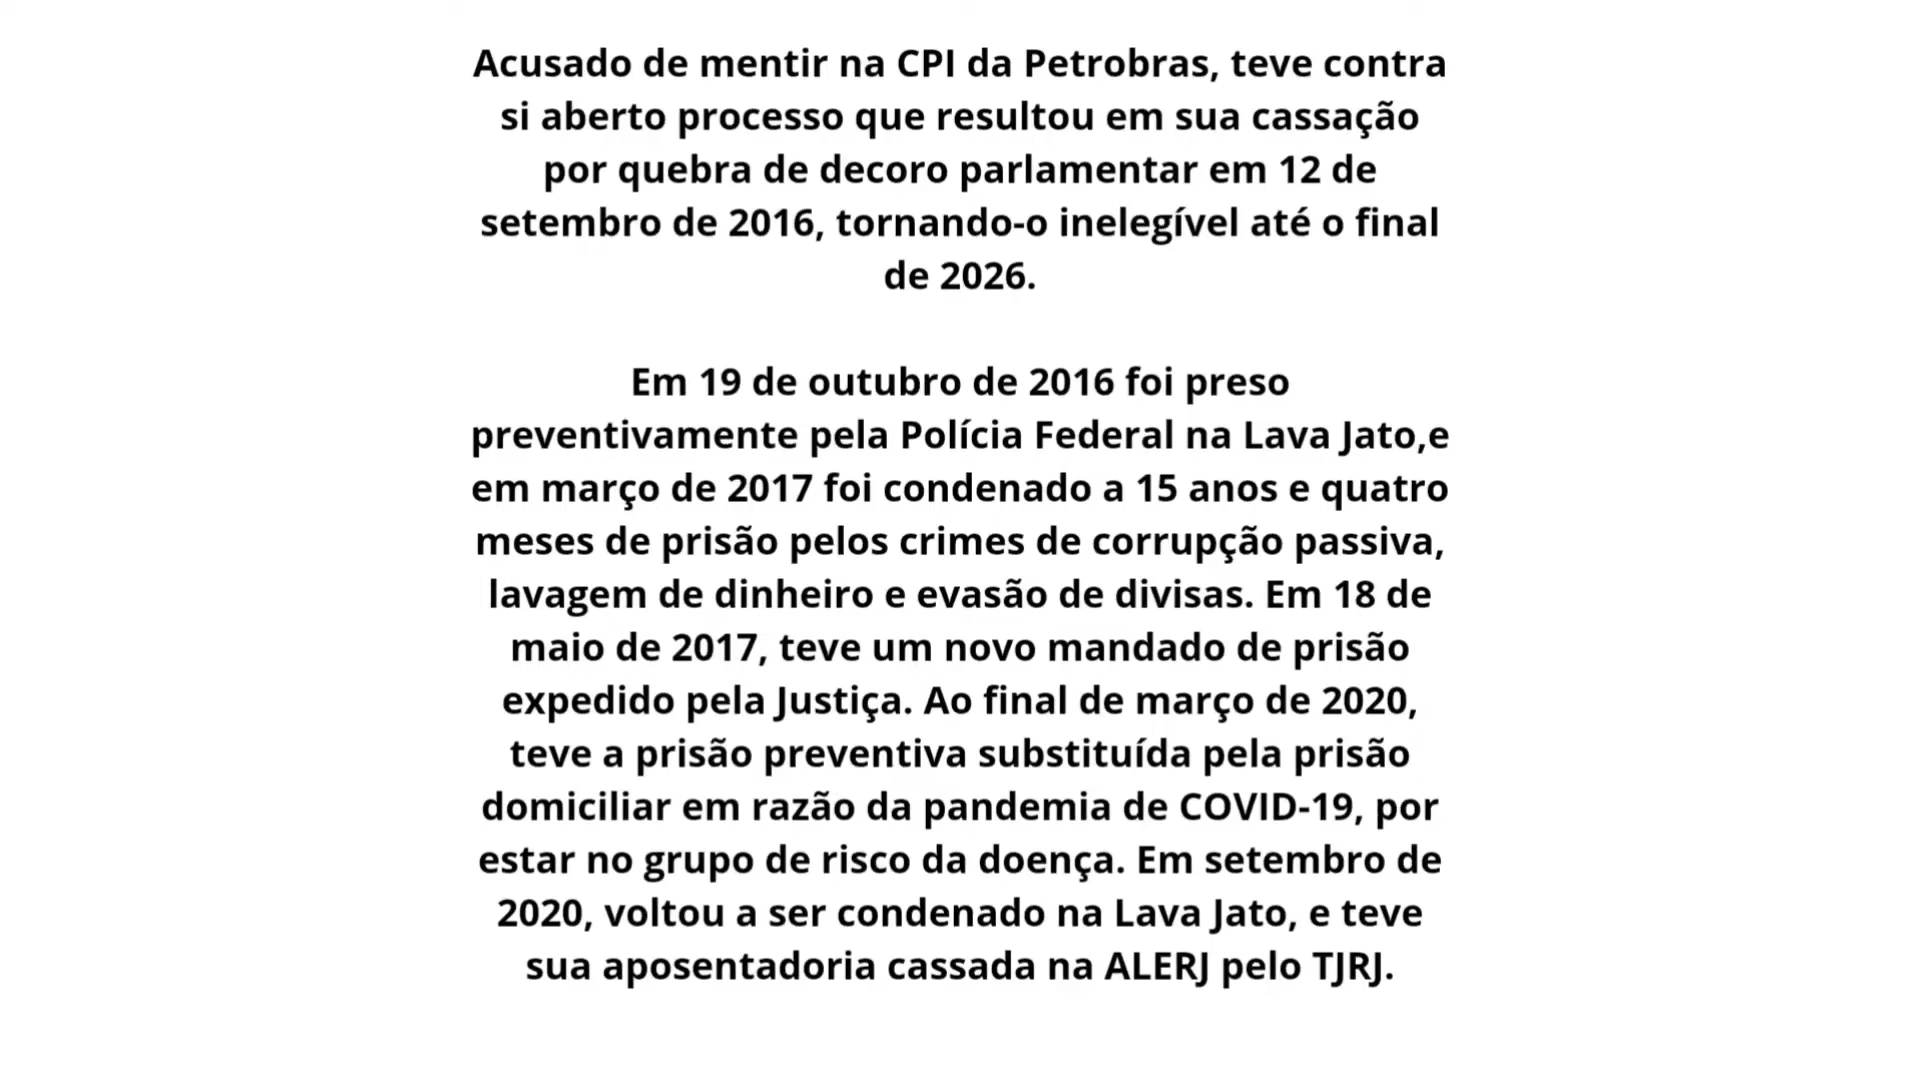 Acusado de mentir na CPI da Petrobras, teve contra
si aberto processo que resultou em sua cassação
por quebra de decoro parlamentar em 12 de
setembro de 2016, tornando-o inelegível até o final
de 2026.
Em 19 de outubro de 2016 foi preso
preventivamente pela Polícia Federal na Lava Jato,e
em março de 2017 foi condenado a 15 anos e quatro
meses de prisão pelos crimes de corrupção passiva,
lavagem de dinheiro e evasão de divisas. Em 18 de
maio de 2017, teve um novo mandado de prisão
expedido pela Justiça. Ao final de março de 2020,
teve a prisão preventiva substituída pela prisão
domiciliar em razão da pandemia de COVID-19, por
estar no grupo de risco da doença. Em setembro de
2020, voltou a ser condenado na Lava Jato, e teve
sua aposentadoria cassada na ALERJ pelo TJRJ.